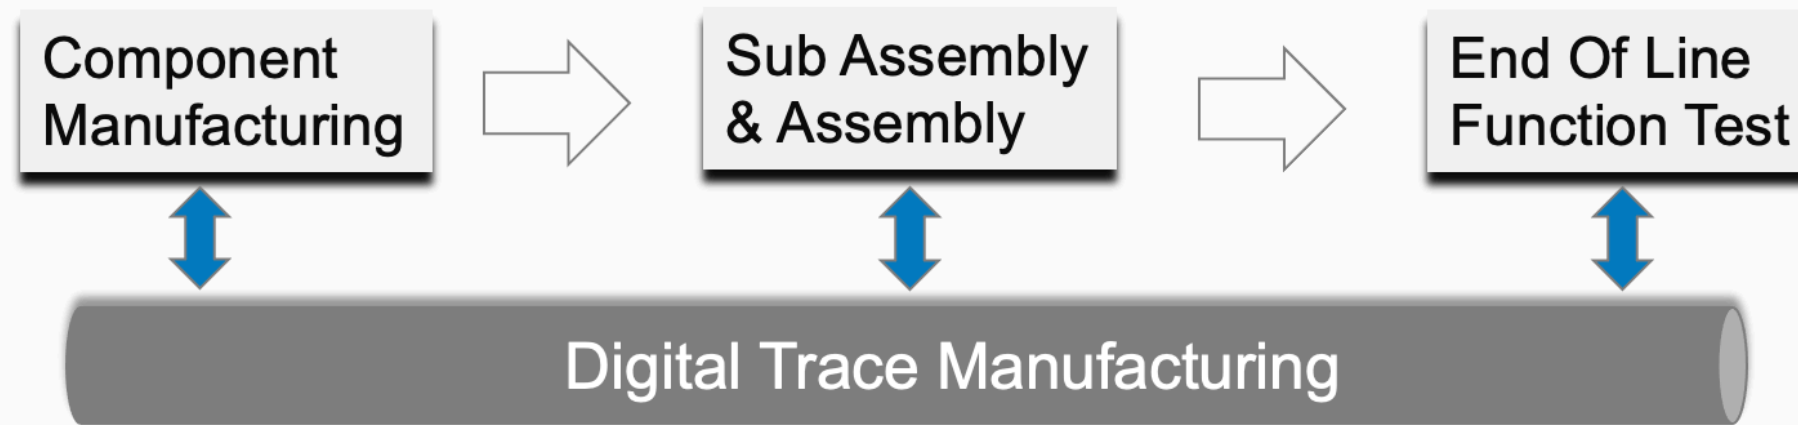 Component
Manufacturing
Sub Assembly
& Assembly
End Of Line
Function Test
Digital Trace Manufacturing